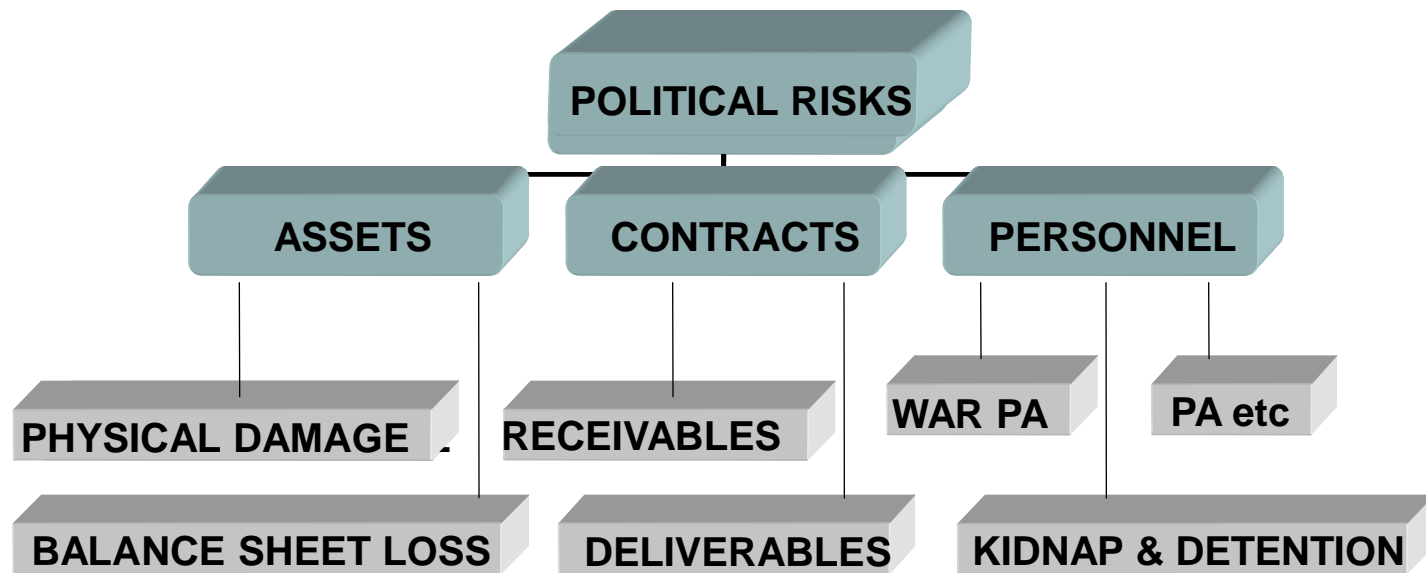 POLITICAL RISKS
ASSETS
CONTRACTS
PERSONNEL
PHYSICAL DAMAGE
RECEIVABLES
WAR PA
PA etc
BALANCE SHEET LOSS
DELIVERABLES
KIDNAP & DETENTION